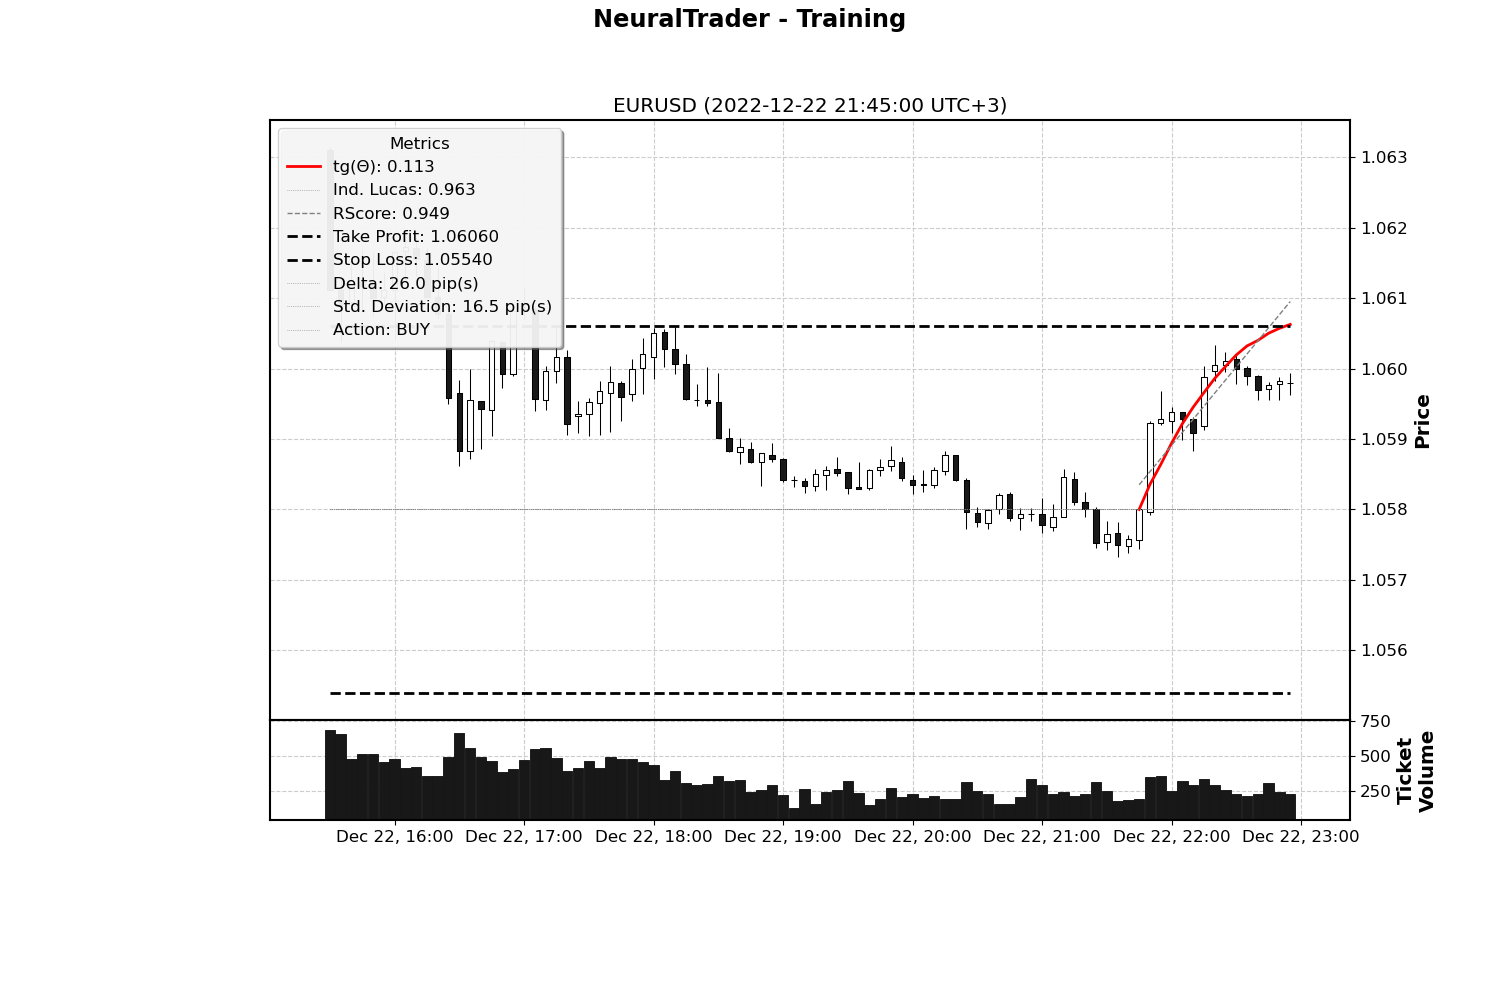 NeuralTrader - Training
EURUSD (2022-12-22 21:45:00 UTC+3)
Metrics
tg(Θ): 0.113
Ind. Lucas: 0.963
RScore: 0.949
Take Profit: 1.06060
Stop Loss: 1.05540
Delta: 26.0 pip(s)
Std. Deviation: 16.5 pip(s)
Action: BUY
1.063
1.062
1.061
1.060
1.059
1.058
1.057
1.056
Price
750
500
250
Ticket
Volume
Dec 22, 16:00 Dec 22, 17:00 Dec 22, 18:00 Dec 22, 19:00 Dec 22, 20:00 Dec 22, 21:00 Dec 22, 22:00 Dec 22, 23:00